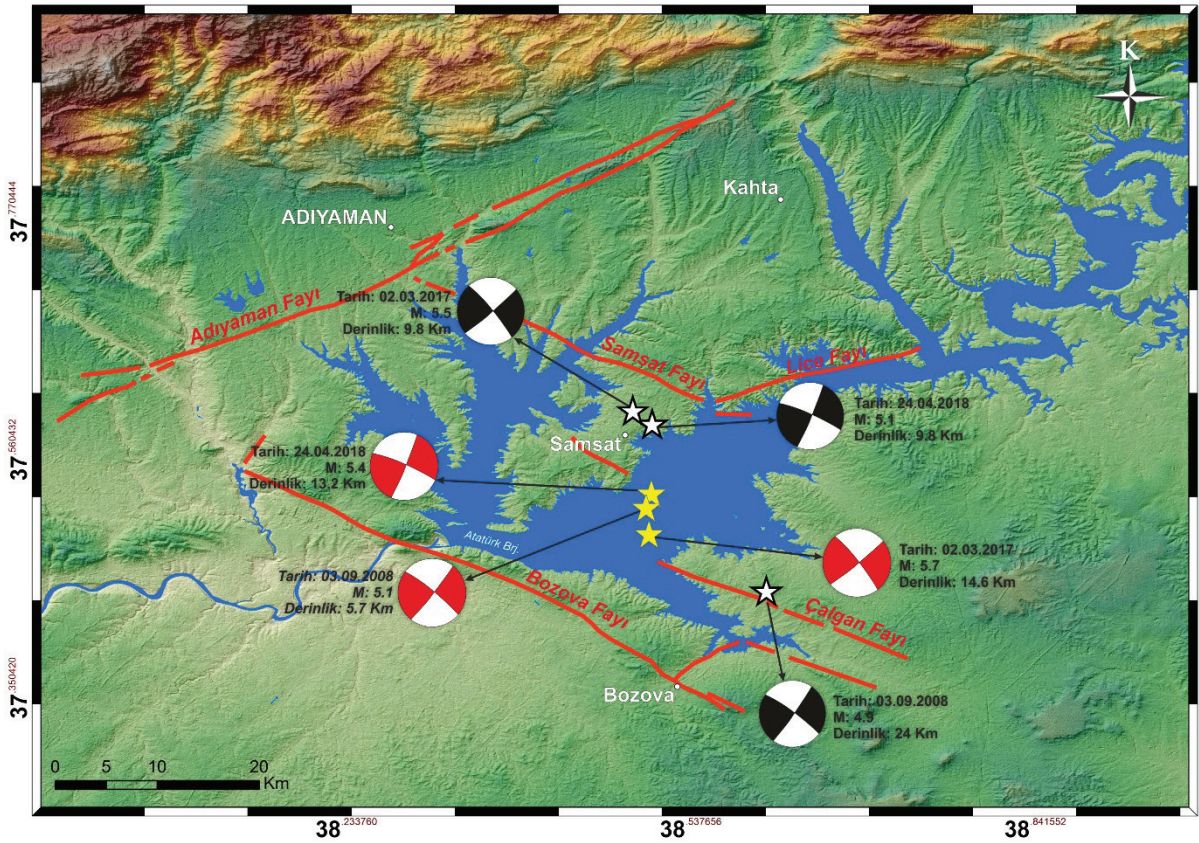 K
Kahta
ADIYAMAN
37.770444
Tarih: 02.03.2017
M: 5.5
Derinlik: 9.8 Km
Adıyaman Fayı
Samsat Fayı
Lice Fayı
Tarih: 24.04.2018
M: 5.1
Derinlik: 9.8 Km
37.560432
Samsat
Tarih: 24.04.2018
M: 5.4
Derinlik: 13.2 Km
Atatürk Brj.
Tarih: 02.03.2017
M: 5.7
Derinlik: 14.6 Km
Tarih: 03.09.2008
M: 5.1
Derinlik: 5.7 Km
Bozova Fayı
Çalgan Fayı
37.350420
Bozova
Tarih: 03.09.2008
M: 4.9
Derinlik: 24 Km
0 5 10 20
Km
38.233760 38.537656 38.841552